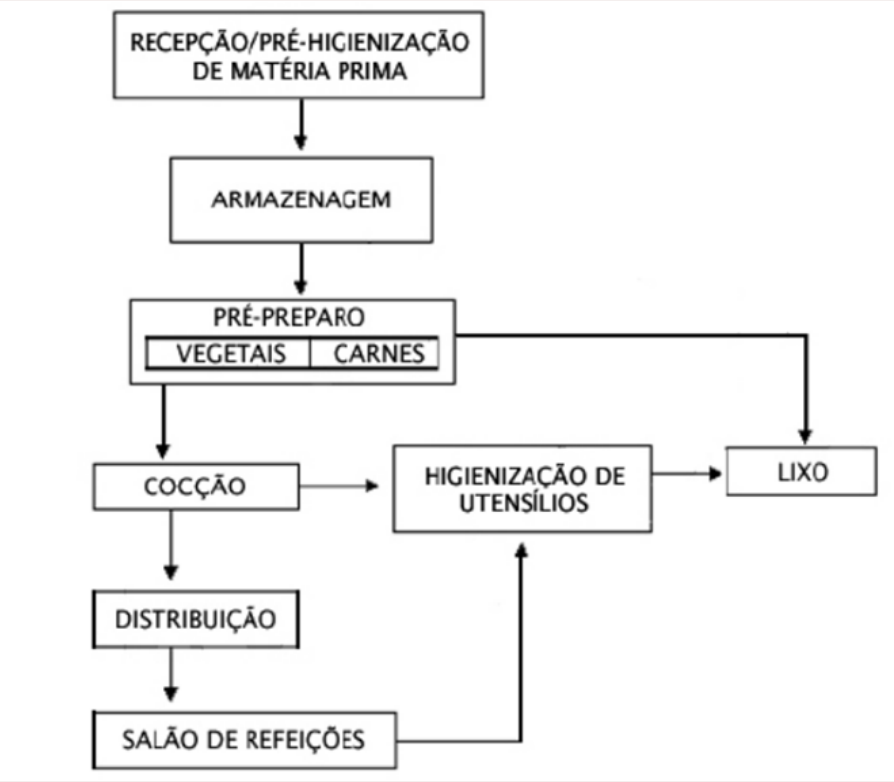 RECEPÇÃO/PRÉ-HIGIENIZAÇÃO
DE MATÉRIA PRIMA
ARMAZENAGEM
PRÉ-PREPARO
VEGETAIS CARNES
COCÇÃO
HIGIENIZAÇÃO DE
UTENSÍLIOS
LIXO
DISTRIBUIÇÃO
SALÃO DE REFEIÇÕES